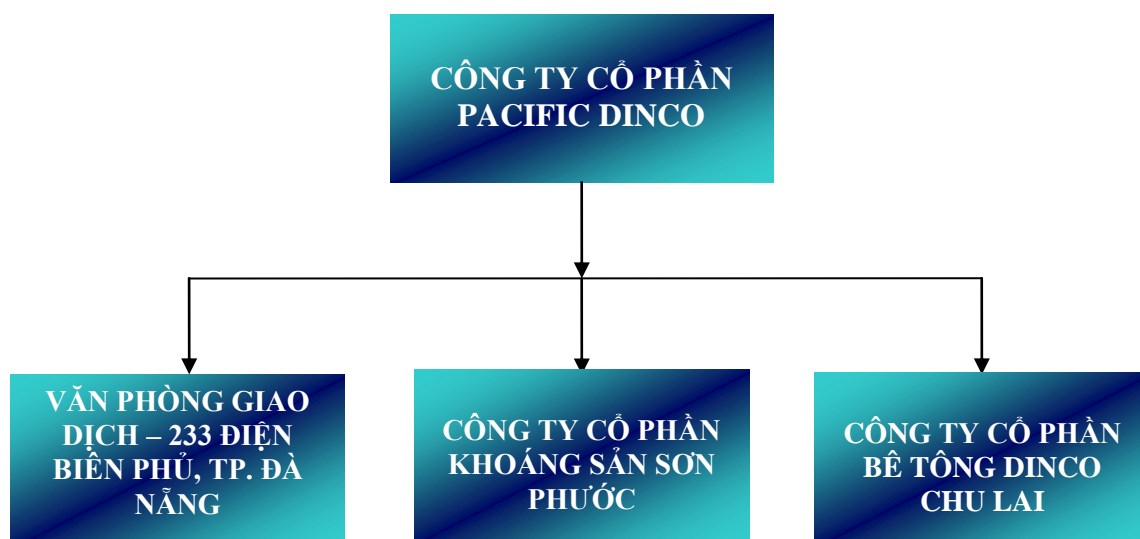 CÔNG TY CỔ PHẦN
PACIFIC DINCO
VĂN PHÒNG GIAO
DỊCH – 233 ĐIỆN
BIÊN PHỦ, TP. ĐÀ
NẴNG
CÔNG TY CỔ PHẦN
KHOÁNG SẢN SƠN
PHƯỚC
CÔNG TY CỔ PHẦN
BÊ TÔNG DINCO
CHU LAI